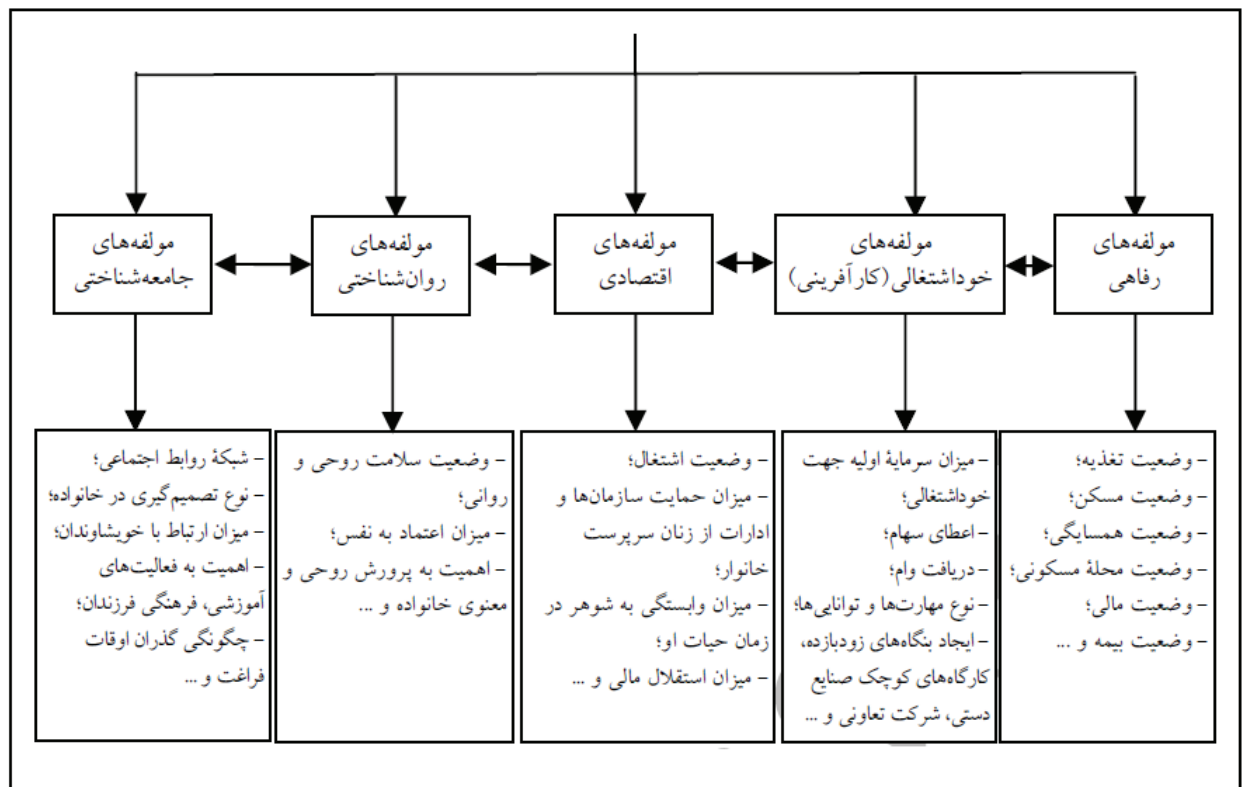 مولفه‌های
رفاهی
مولفه‌های
خوداشتغالی(کارآفرینی)
مولفه‌های
اقتصادی
مولفه‌های
روان‌شناختی
مولفه‌های
جامعه‌شناختی
- وضعیت تغذیه؛
- وضعیت مسکن؛
- وضعیت همسایگی؛
- وضعیت محلۀ مسکونی؛
- وضعیت مالی؛
- وضعیت بیمه و ...
- میزان سرمایۀ اولیه جهت
خوداشتغالی؛
- اعطای سهام؛
- دریافت وام؛
- نوع مهارت‌ها و توانایی‌ها؛
- ایجاد بنگاه‌های زودبازده،
کارگاه‌های کوچک صنایع
دستی، شرکت تعاونی و ...
- وضعیت اشتغال؛
- میزان حمایت سازمان‌ها و
ادارات از زنان سرپرست
خانوار؛
- میزان وابستگی به شوهر در
زمان حیات او؛
- میزان استقلال مالی و ...
- وضعیت سلامت روحی و
روانی؛
- میزان اعتماد به نفس؛
- اهمیت به پرورش روحی و
معنوی خانواده و ...
- شبکۀ روابط اجتماعی؛
- نوع تصمیم‌گیری در خانواده؛
- میزان ارتباط با خویشاوندان؛
- اهمیت به فعالیت‌های
آموزشی، فرهنگی فرزندان؛
- چگونگی گذران اوقات
فراغت و ...